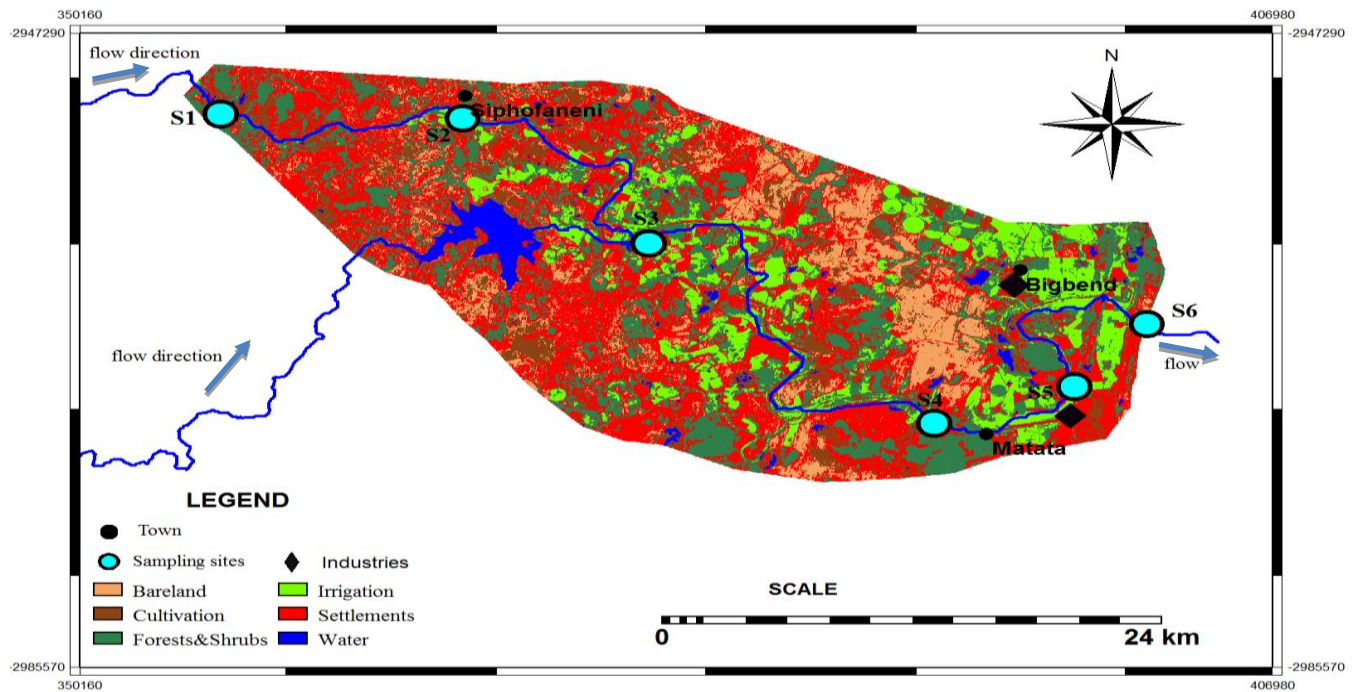 350160
406980
-2947290
-2947290
flow direction
N
S1
S2
Siphofaneni
S3
Bigbend
S6
flow direction
flow
S5
S4
Matata
LEGEND
Town
Sampling sites
Industries
Bareland
Irrigation
Cultivation
Settlements
Forests&Shrubs
Water
SCALE
0
24 km
-2985570
-2985570
350160
406980